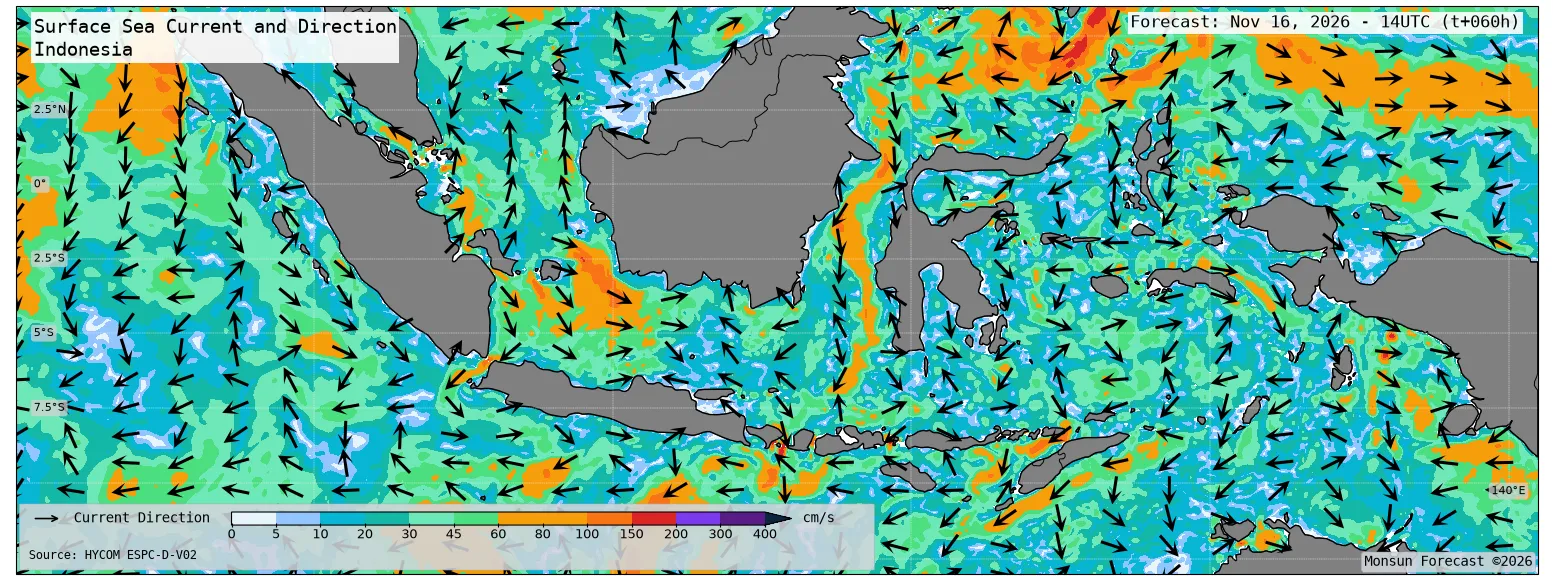 Surface Sea Current and Direction
Indonesia
Forecast: Nov 16, 2026 - 14UTC (t+060h)
2.5°N
0°
2.5°S
5°S
7.5°S
140°E
Current Direction
0 5 10 20 30 45 60 80 100 150 200 300 400 cm/s
Source: HYCOM ESPC-D-V02
Monsun Forecast ©2026